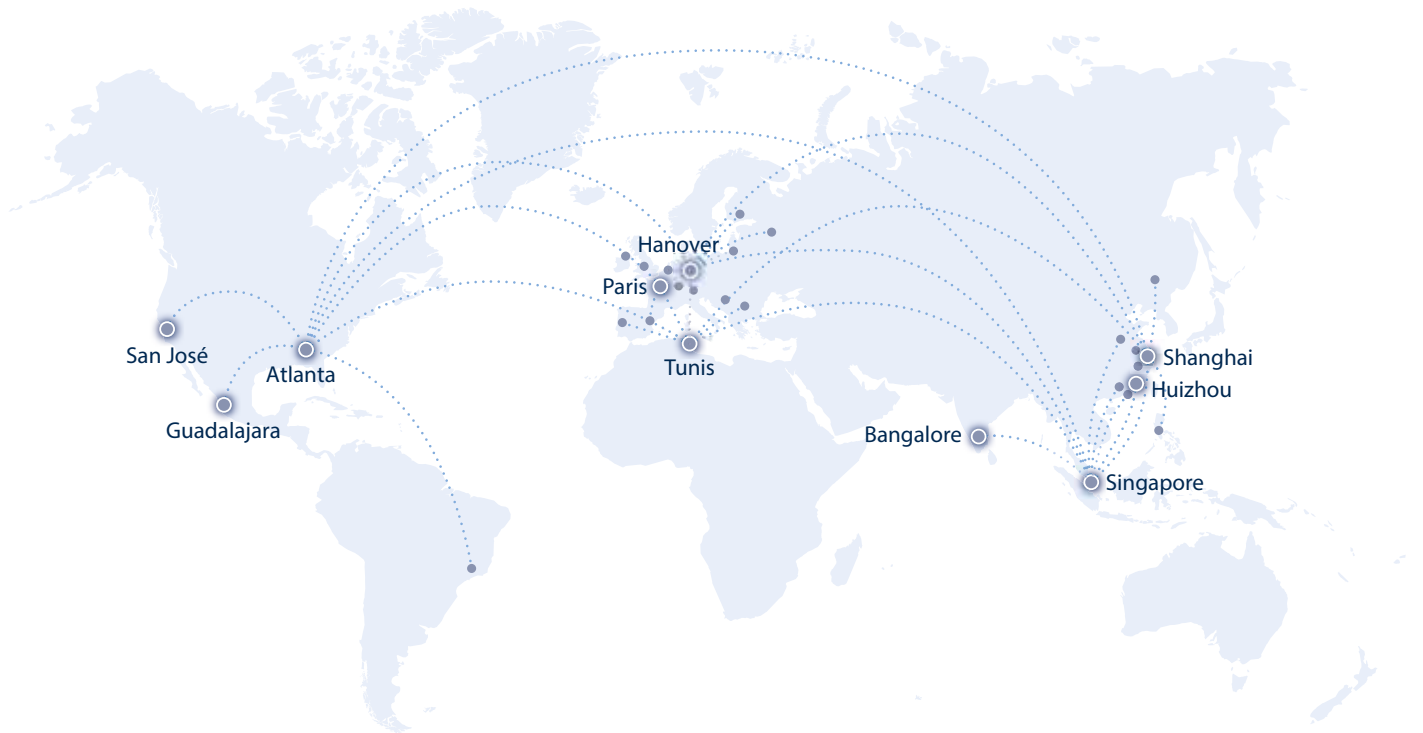 Hanover
Paris
San José
Shanghai
Atlanta
Tunis
Huizhou
Guadalajara
Bangalore
Singapore